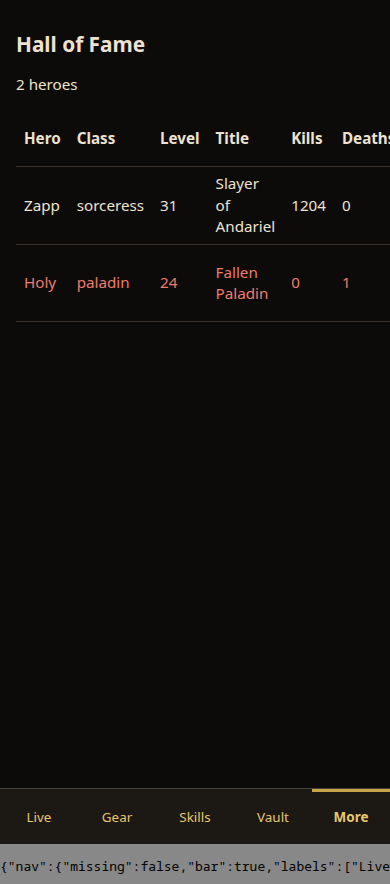 Hall of Fame
2 heroes
Hero Class Level Title Kills Deaths
Zapp sorceress 31 Slayer of Andariel 1204 0
Holy paladin 24 Fallen Paladin 0 1
Live Gear Skills Vault More
{"nav":{"missing":false,"bar":true,"labels":["Live